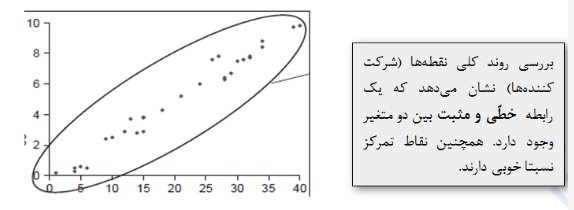 10
8
6
4
2
0
0 5 10 15 20 25 30 35 40
بررسی روند کلی نقطه‌ها (شرکت
کننده‌ها) نشان می‌دهد که یک
رابطه خطّی و مثبت بین دو متغیر
وجود دارد. همچنین نقاط تمرکز
نسبتا خوبی دارند.